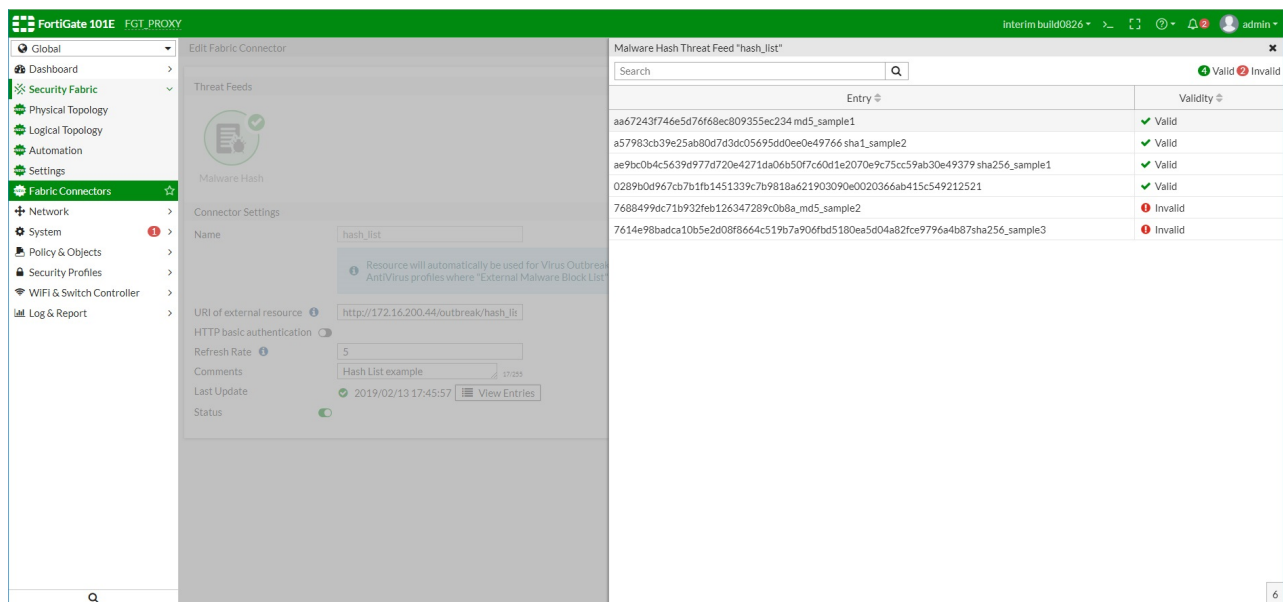 FortiGate 101E FGT_PROXY interim build0826 >_ 2 admin
Global
Dashboard
Security Fabric
Physical Topology
Logical Topology
Automation
Settings
Fabric Connectors
Network
System 1
Policy & Objects
Security Profiles
WiFi & Switch Controller
Log & Report
Edit Fabric Connector
Threat Feeds
Malware Hash
Connector Settings
Name hash_list
Resource will automatically be used for Virus Outbreak
AntiVirus profiles where "External Malware Block List"
URI of external resource http://172.16.200.44/outbreak/hash_lis
HTTP basic authentication
Refresh Rate 5
Comments Hash List example 17/255
Last Update 2019/02/13 17:45:57 View Entries
Status
Malware Hash Threat Feed "hash_list"
Search 4 Valid 2 Invalid
Entry Validity
aa67243f746e5d76f68ec809355ec234 md5_sample1 Valid
a57983cb39e25ab80d7d3dc05695dd0ee0e49766 sha1_sample2 Valid
ae9bc0b4c5639d977d720e4271da06b50f7c60d1e2070e9c75cc59ab30e49379 sha256_sample1 Valid
0289b0d967cb7b1fb1451339c7b9818a621903090e0020366ab415c549212521 Valid
7688499dc71b932feb126347289c0b8a_md5_sample2 Invalid
7614e98badca10b5e2d08f8664c519b7a906fbd5180ea5d04a82fce9796a4b87sha256_sample3 Invalid
6